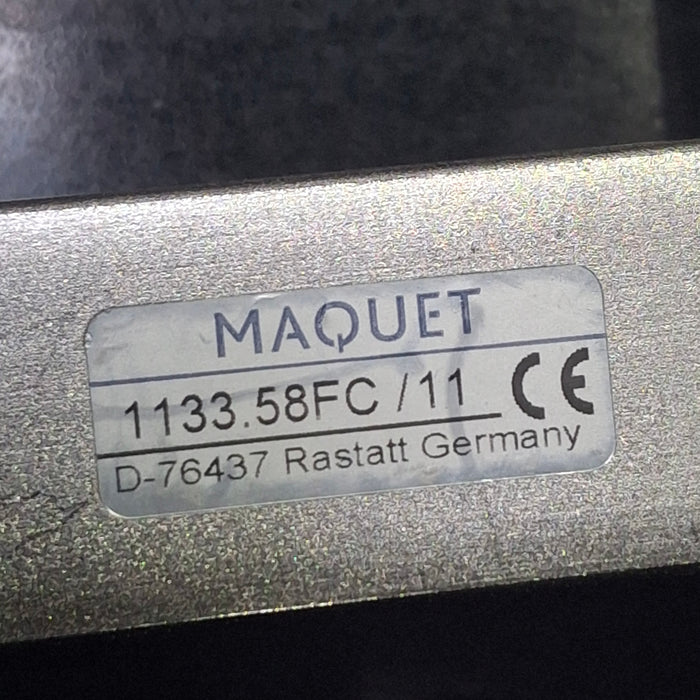 MAQUET
1133.58FC /11 CE
D-76437 Rastatt Germany